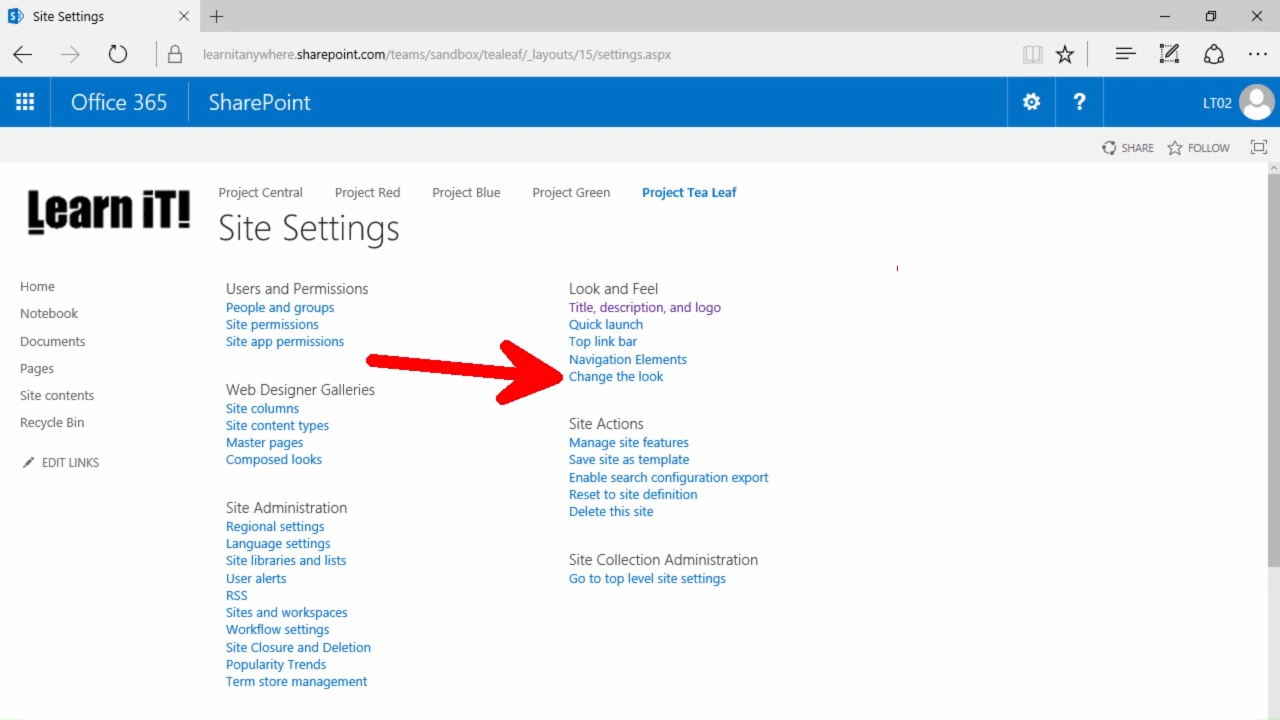 Site Settings
learnitanywhere.sharepoint.com/teams/sandbox/tealeaf/_layouts/15/settings.aspx
Office 365 SharePoint ? LT02
SHARE FOLLOW
Learn iT!
Project Central Project Red Project Blue Project Green Project Tea Leaf
Site Settings
Home
Notebook
Documents
Pages
Site contents
Recycle Bin
EDIT LINKS
Users and Permissions
People and groups
Site permissions
Site app permissions
Web Designer Galleries
Site columns
Site content types
Master pages
Composed looks
Site Administration
Regional settings
Language settings
Site libraries and lists
User alerts
RSS
Sites and workspaces
Workflow settings
Site Closure and Deletion
Popularity Trends
Term store management
Look and Feel
Title, description, and logo
Quick launch
Top link bar
Navigation Elements
Change the look
Site Actions
Manage site features
Save site as template
Enable search configuration export
Reset to site definition
Delete this site
Site Collection Administration
Go to top level site settings